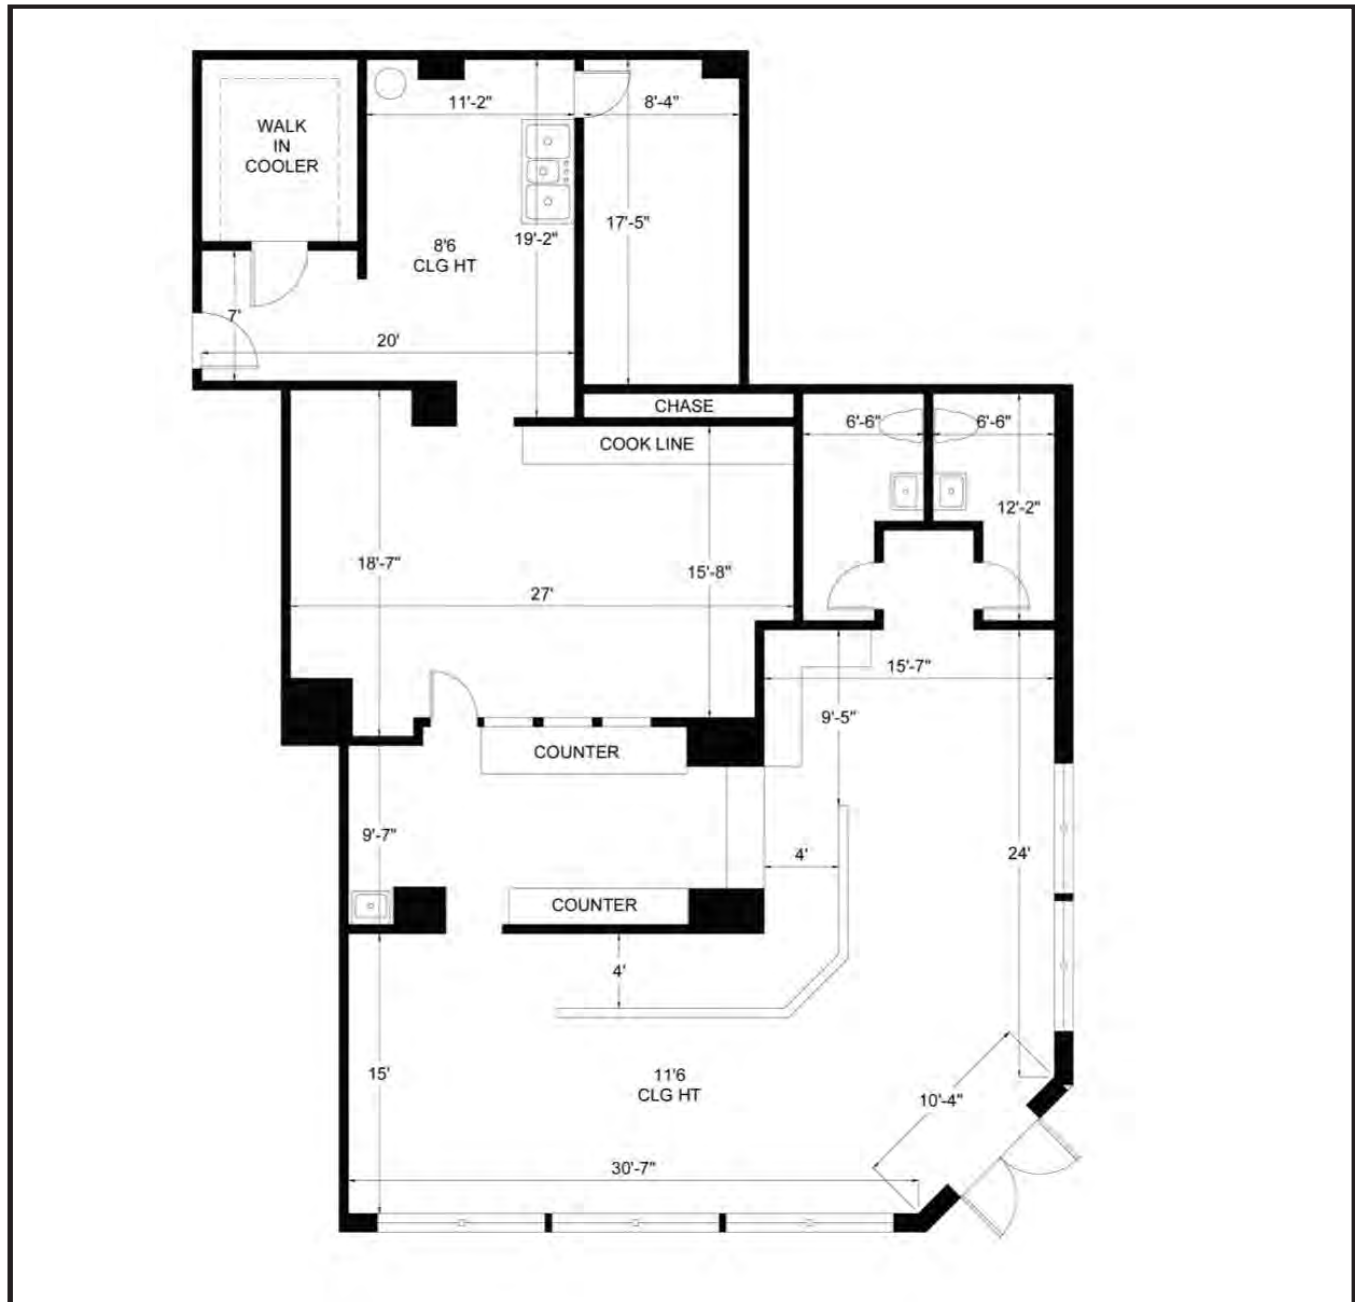 11'-2"
8'-4"
WALK
IN
COOLER
17'-5"
19'-2"
8'6
CLG HT
7'
20'
CHASE
6'-6"
6'-6"
COOK LINE
12'-2"
18'-7"
15'-8"
27'
15'-7"
9'-5"
COUNTER
9'-7"
4'
24'
COUNTER
4'
15'
11'6
CLG HT
10'-4"
30'-7"